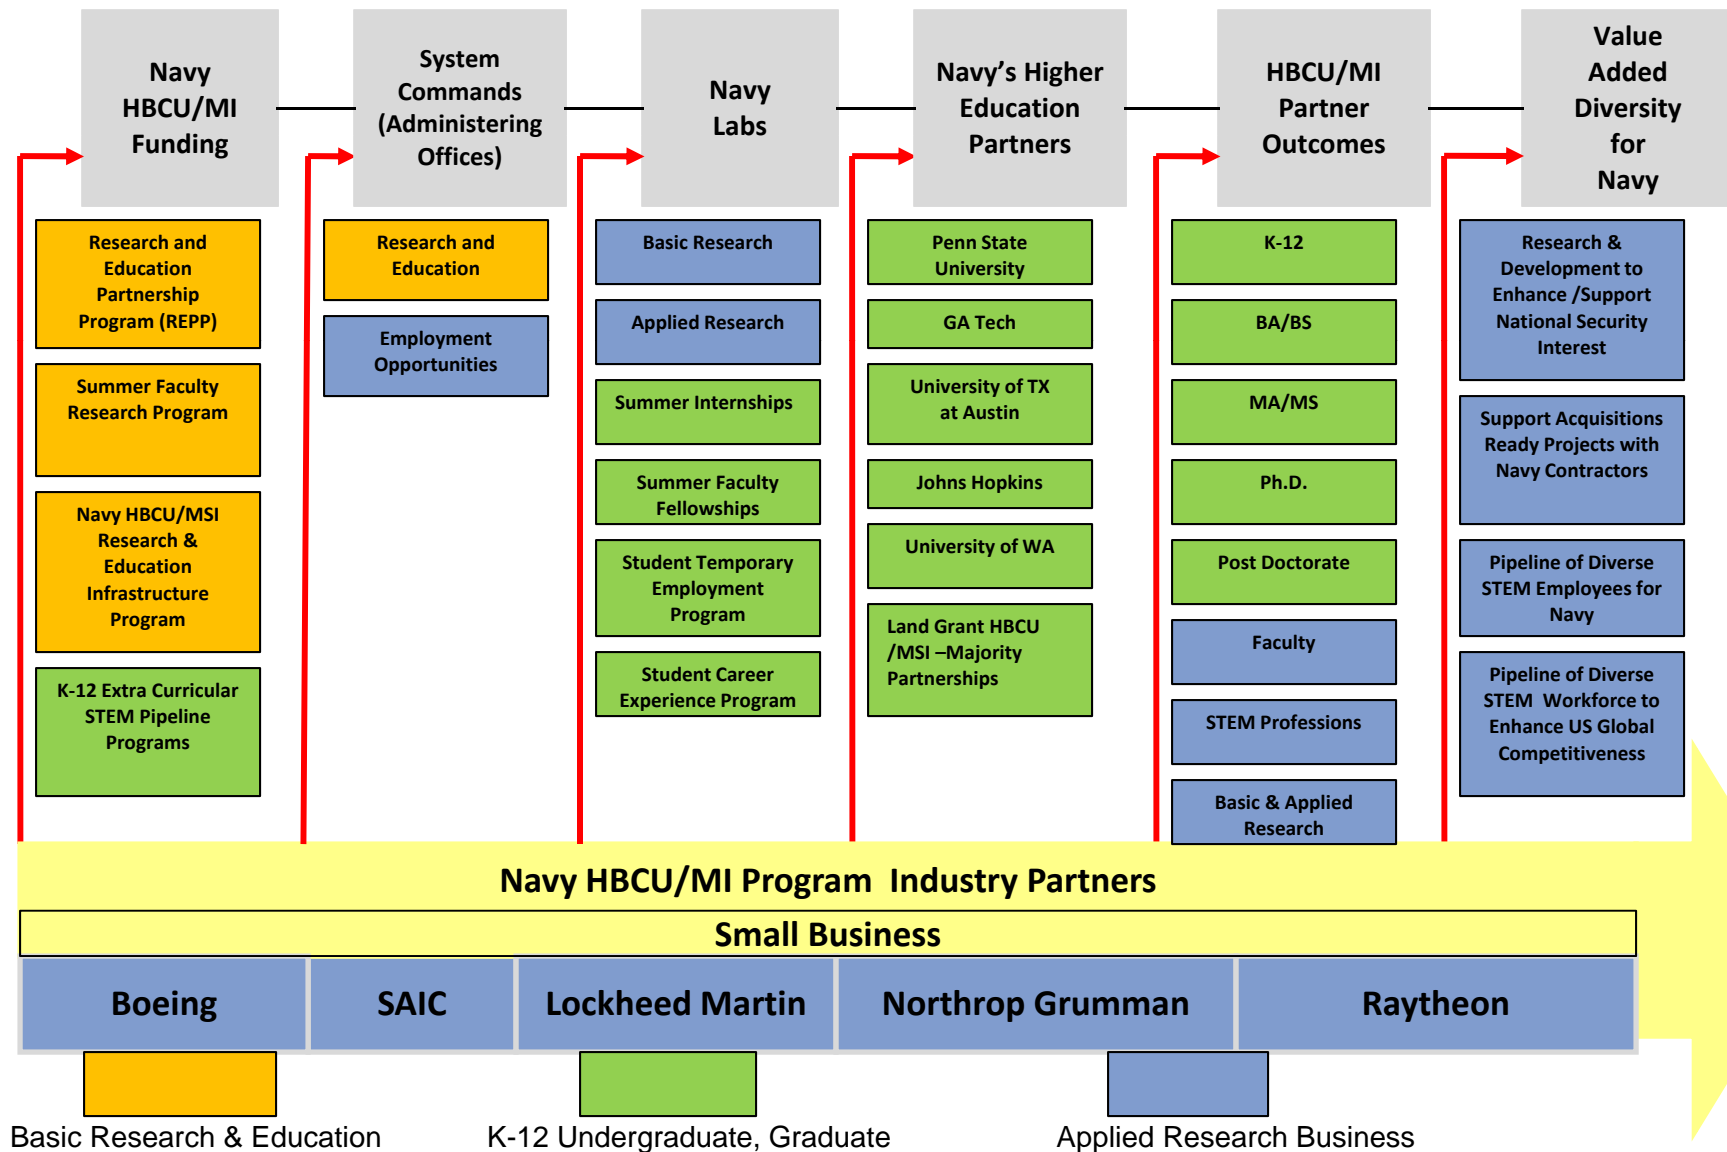 Navy
HBCU/MI
Funding
System
Commands
(Administering
Offices)
Navy
Labs
Navy's Higher
Education
Partners
HBCU/MI
Partner
Outcomes
Value
Added
Diversity
for
Navy
Research and
Education
Partnership
Program (REPP)
Summer Faculty
Research Program
Navy HBCU/MSI
Research &
Education
Infrastructure
Program
K-12 Extra Curricular
STEM Pipeline
Programs
Research and
Education
Employment
Opportunities
Basic Research
Applied Research
Summer Internships
Summer Faculty
Fellowships
Student Temporary
Employment
Program
Student Career
Experience Program
Penn State
University
GA Tech
University of TX
at Austin
Johns Hopkins
University of WA
Land Grant HBCU
/MSI –Majority
Partnerships
K-12
BA/BS
MA/MS
Ph.D.
Post Doctorate
Faculty
STEM Professions
Basic & Applied
Research
Research &
Development to
Enhance /Support
National Security
Interest
Support Acquisitions
Ready Projects with
Navy Contractors
Pipeline of Diverse
STEM Employees for
Navy
Pipeline of Diverse
STEM  Workforce to
Enhance US Global
Competitiveness
Navy HBCU/MI Program  Industry Partners
Small Business
Boeing
SAIC
Lockheed Martin
Northrop Grumman
Raytheon
Basic Research & Education
K-12 Undergraduate, Graduate
Applied Research Business